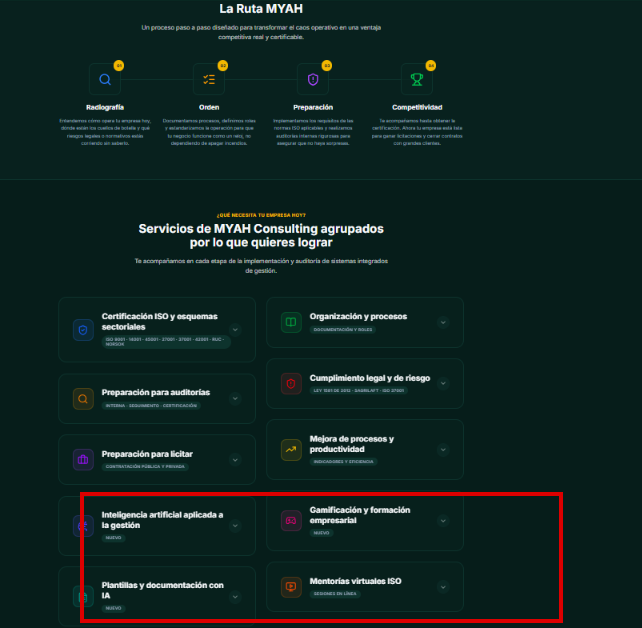 La Ruta MYAH
Un proceso paso a paso diseñado para transformar el caos operativo en una ventaja
competitiva real y certificable.
01
02
03
04
Radiografía
Entendemos cómo opera tu empresa hoy,
dónde están los cuellos de botella y qué
riesgos legales o normativos estás
corriendo sin saberlo.
Orden
Documentamos procesos, definimos roles
y estandarizamos la operación para que
tu negocio funcione como un reloj, no
dependiendo de apagar incendios.
Preparación
Implementamos los requisitos de las
normas ISO aplicables y realizamos
auditorías internas rigurosas para
asegurar que no haya sorpresas.
Competitividad
Te acompañamos hasta obtener la
certificación. Ahora tu empresa está lista
para ganar licitaciones y cerrar contratos
con grandes clientes.
¿QUÉ NECESITA TU EMPRESA HOY?
Servicios de MYAH Consulting agrupados
por lo que quieres lograr
Te acompañamos en cada etapa de la implementación y auditoría de sistemas integrados
de gestión.
Certificación ISO y esquemas
sectoriales
ISO 9001 · 14001 · 45001 · 27001 · 37001 · 42001 · RUC ·
NORSOK
Organización y procesos
DOCUMENTACIÓN Y ROLES
Preparación para auditorías
INTERNA · SEGUIMIENTO · CERTIFICACIÓN
Cumplimiento legal y de riesgo
LEY 1581 DE 2012 · SAGRILAFT · ISO 37001
Preparación para licitar
CONTRATACIÓN PÚBLICA Y PRIVADA
Mejora de procesos y
productividad
INDICADORES Y EFICIENCIA
Inteligencia artificial aplicada a
la gestión
NUEVO
Gamificación y formación
empresarial
NUEVO
Plantillas y documentación con
IA
NUEVO
Mentorías virtuales ISO
SESIONES EN LÍNEA